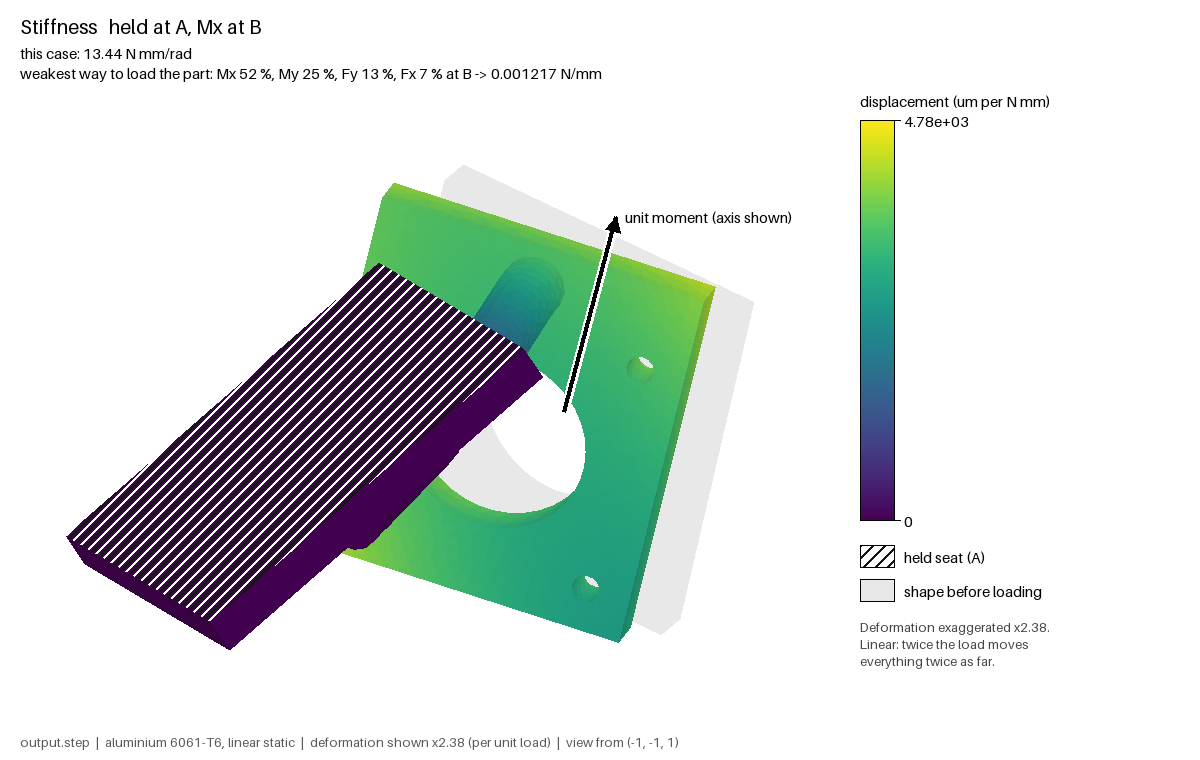 Stiffness  held at A, Mx at B
this case: 13.44 N mm/rad
weakest way to load the part: Mx 52 %, My 25 %, Fy 13 %, Fx 7 % at B -> 0.001217 N/mm
displacement (um per N mm)
4.78e+03
unit moment (axis shown)
0
held seat (A)
shape before loading
Deformation exaggerated x2.38.
Linear: twice the load moves
everything twice as far.
output.step | aluminium 6061-T6, linear static | deformation shown x2.38 (per unit load) | view from (-1, -1, 1)